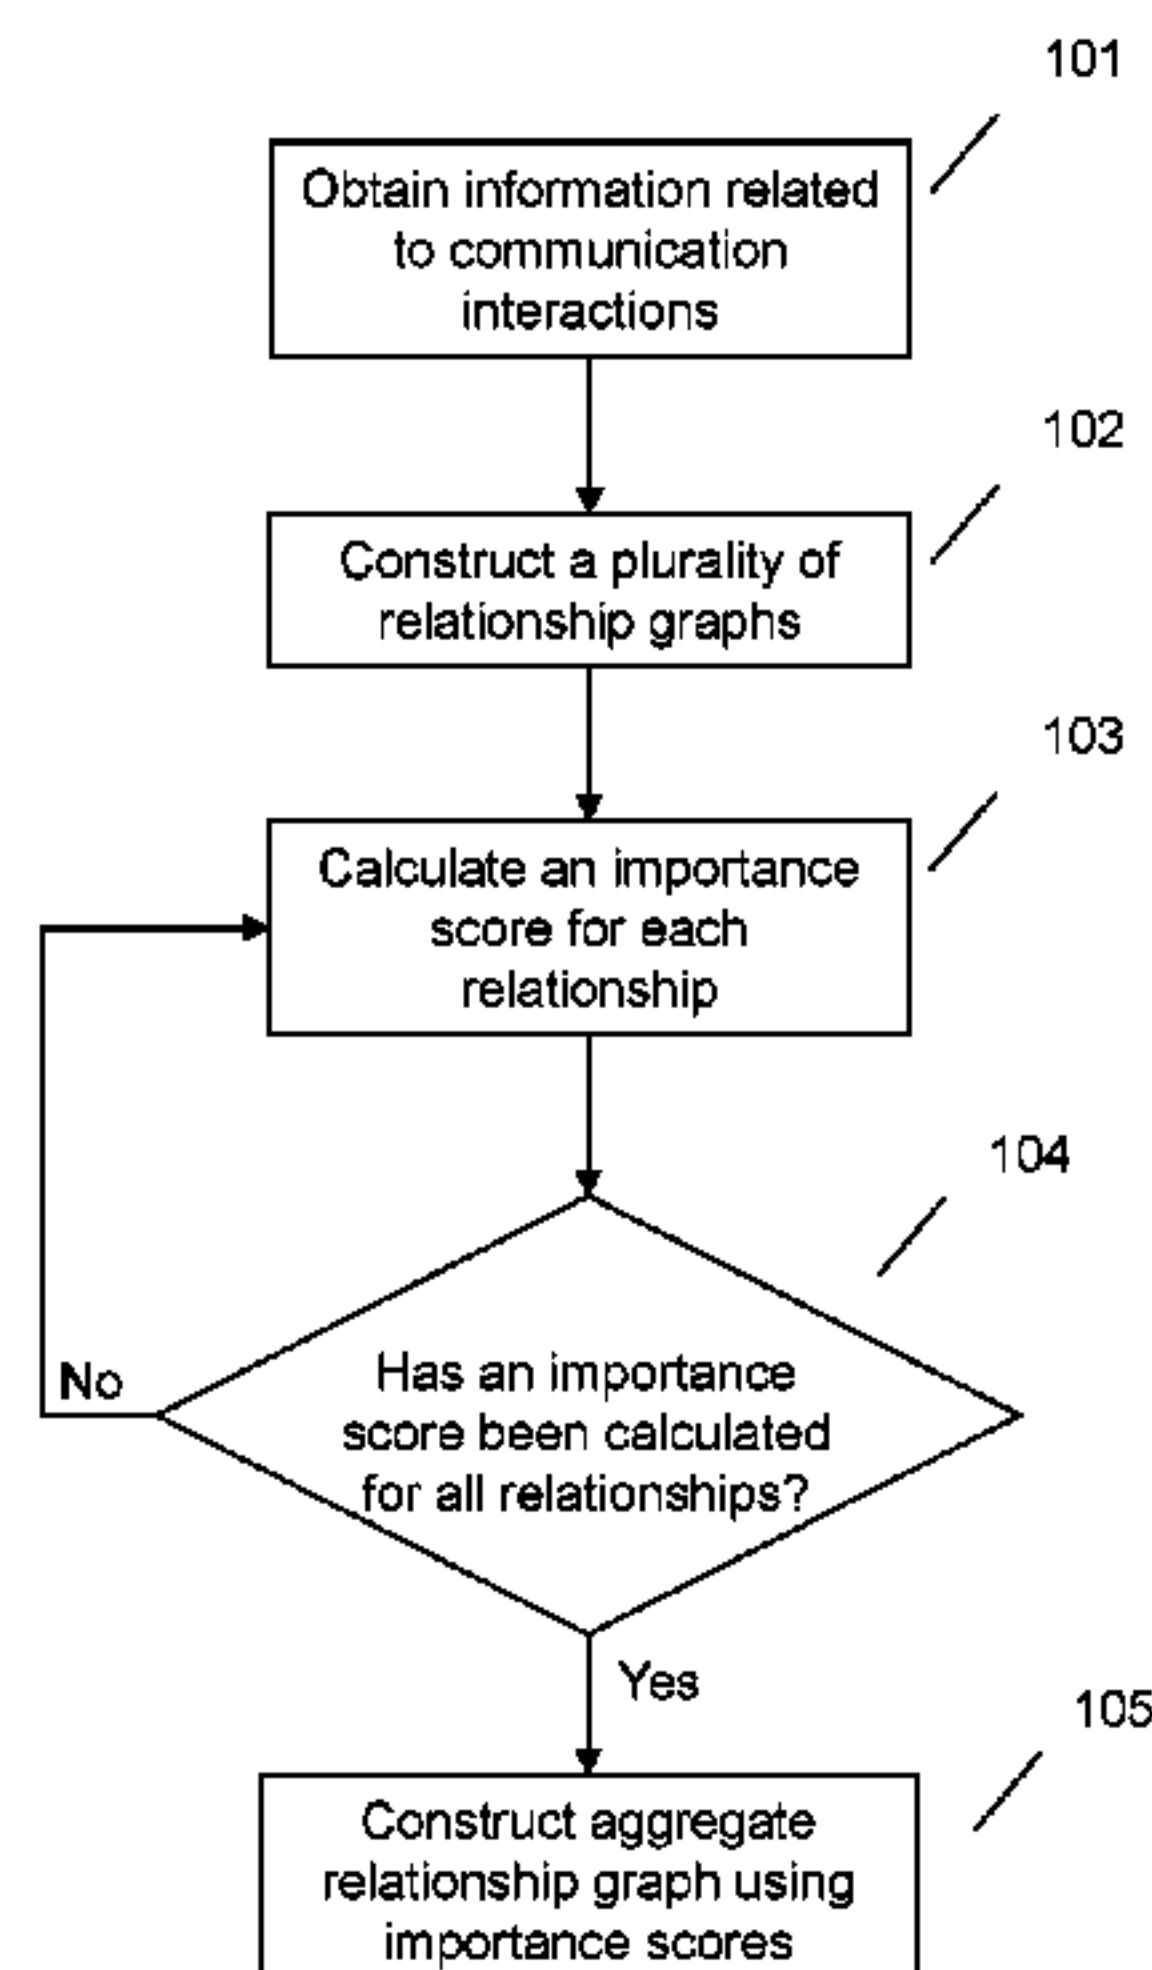 101
Obtain information related
to communication
interactions
102
Construct a plurality of
relationship graphs
103
Calculate an importance
score for each
relationship
104
Has an importance
score been calculated
for all relationships?
No
Yes
105
Construct aggregate
relationship graph using
importance scores